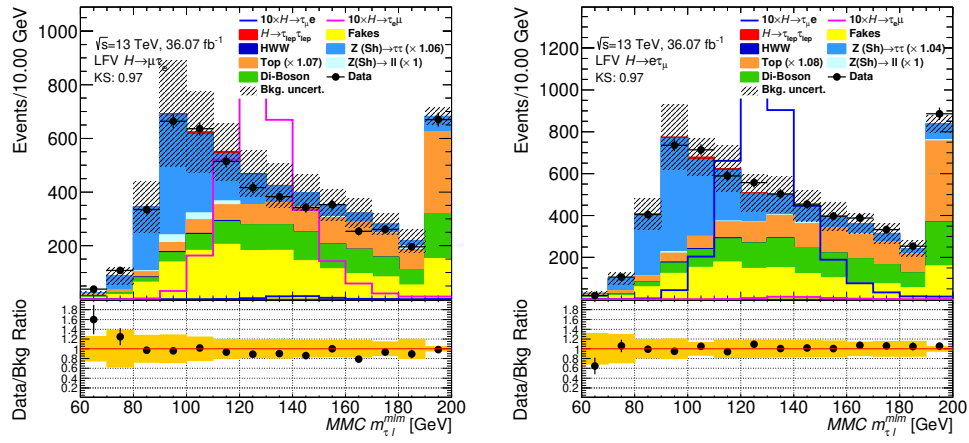 Events/10.00 GeV
1000
800
600
400
200
10×H→τμe
10×H→τeμ
H→τlepτlep
Fakes
HWW
Z (Sh)→ττ (× 1.06)
Top (× 1.07)
Z(Sh)→ ll (× 1)
Di-Boson
Data
Bkg. uncert.
√s=13 TeV, 36.07 fb⁻¹
LFV H→μτe
KS: 0.97
Data/Bkg Ratio
1.8
1.6
1.4
1.2
1
0.8
0.6
0.4
0.2
60 80 100 120 140 160 180 200
MMC m^{mlm}_{τ,l} [GeV]
Events/10.00 GeV
1400
1200
1000
800
600
400
200
10×H→τμe
10×H→τeμ
H→τlepτlep
Fakes
HWW
Z (Sh)→ττ (× 1.04)
Top (× 1.08)
Z(Sh)→ ll (× 1)
Di-Boson
Data
Bkg. uncert.
√s=13 TeV, 36.07 fb⁻¹
LFV H→eτμ
KS: 0.97
Data/Bkg Ratio
1.8
1.6
1.4
1.2
1
0.8
0.6
0.4
0.2
60 80 100 120 140 160 180 200
MMC m^{mlm}_{τ,l} [GeV]